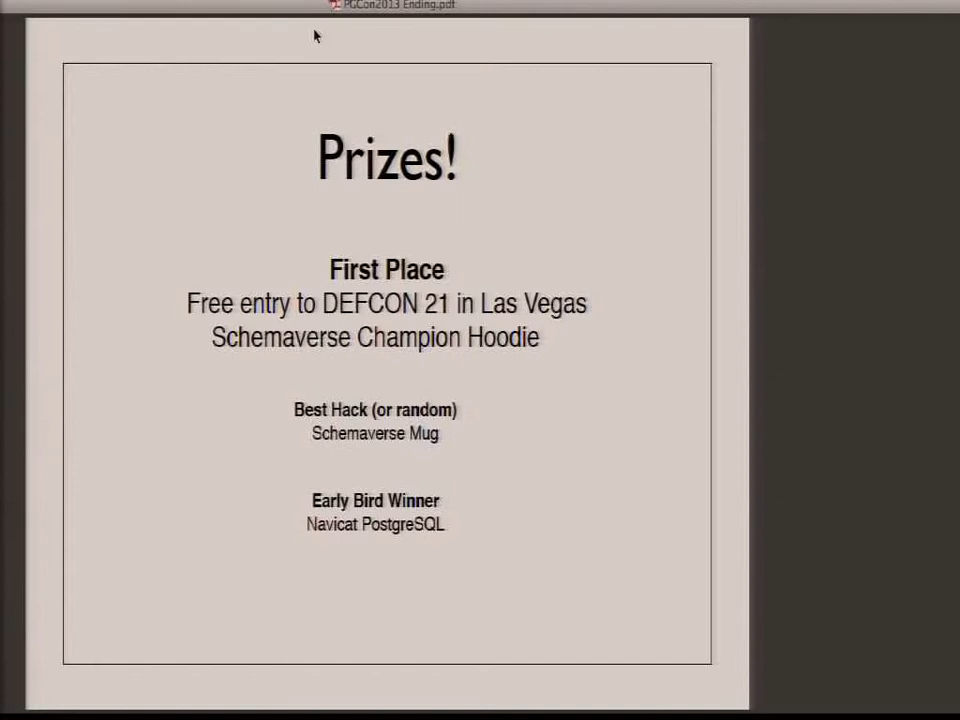 PGCon2013 Ending.pdf
Prizes!
First Place
Free entry to DEFCON 21 in Las Vegas
Schemaverse Champion Hoodie
Best Hack (or random)
Schemaverse Mug
Early Bird Winner
Navicat PostgreSQL